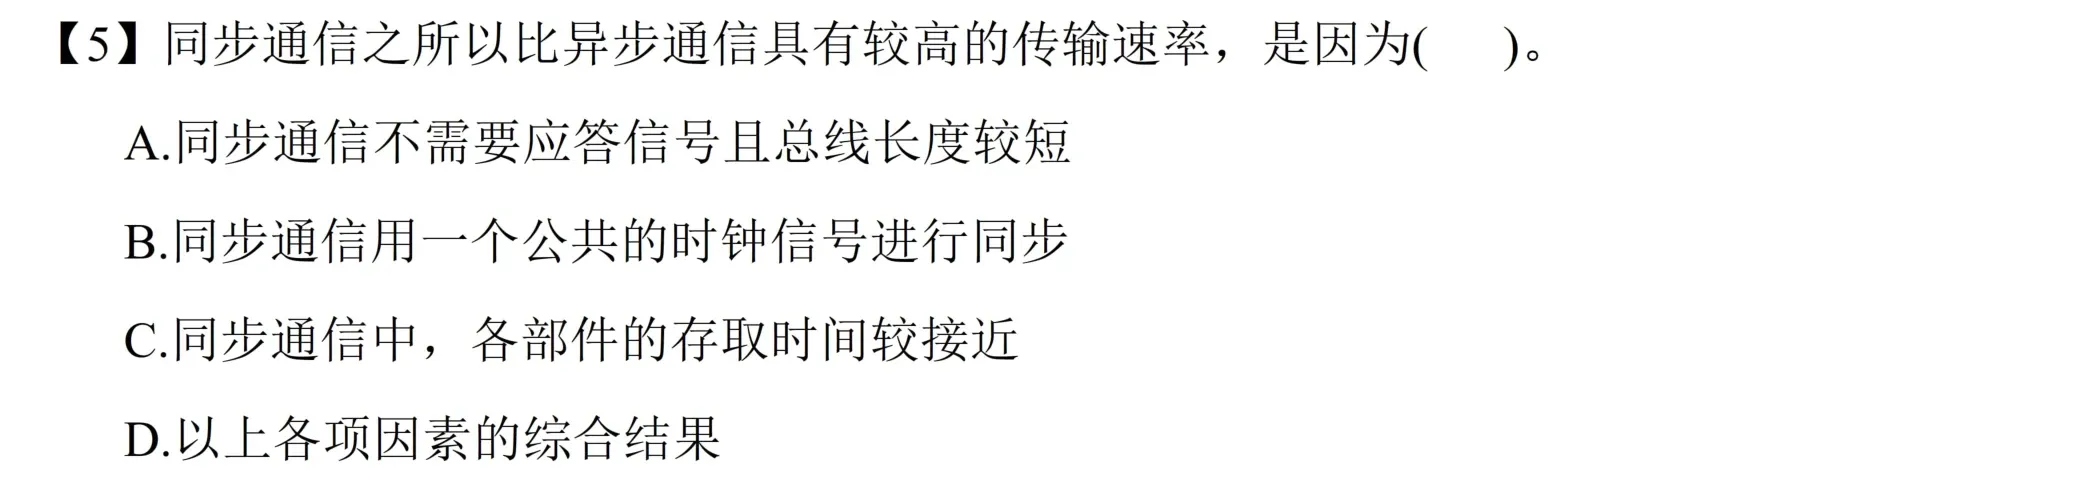 【5】同步通信之所以比异步通信具有较高的传输速率，是因为(    )。
A.同步通信不需要应答信号且总线长度较短
B.同步通信用一个公共的时钟信号进行同步
C.同步通信中，各部件的存取时间较接近
D.以上各项因素的综合结果